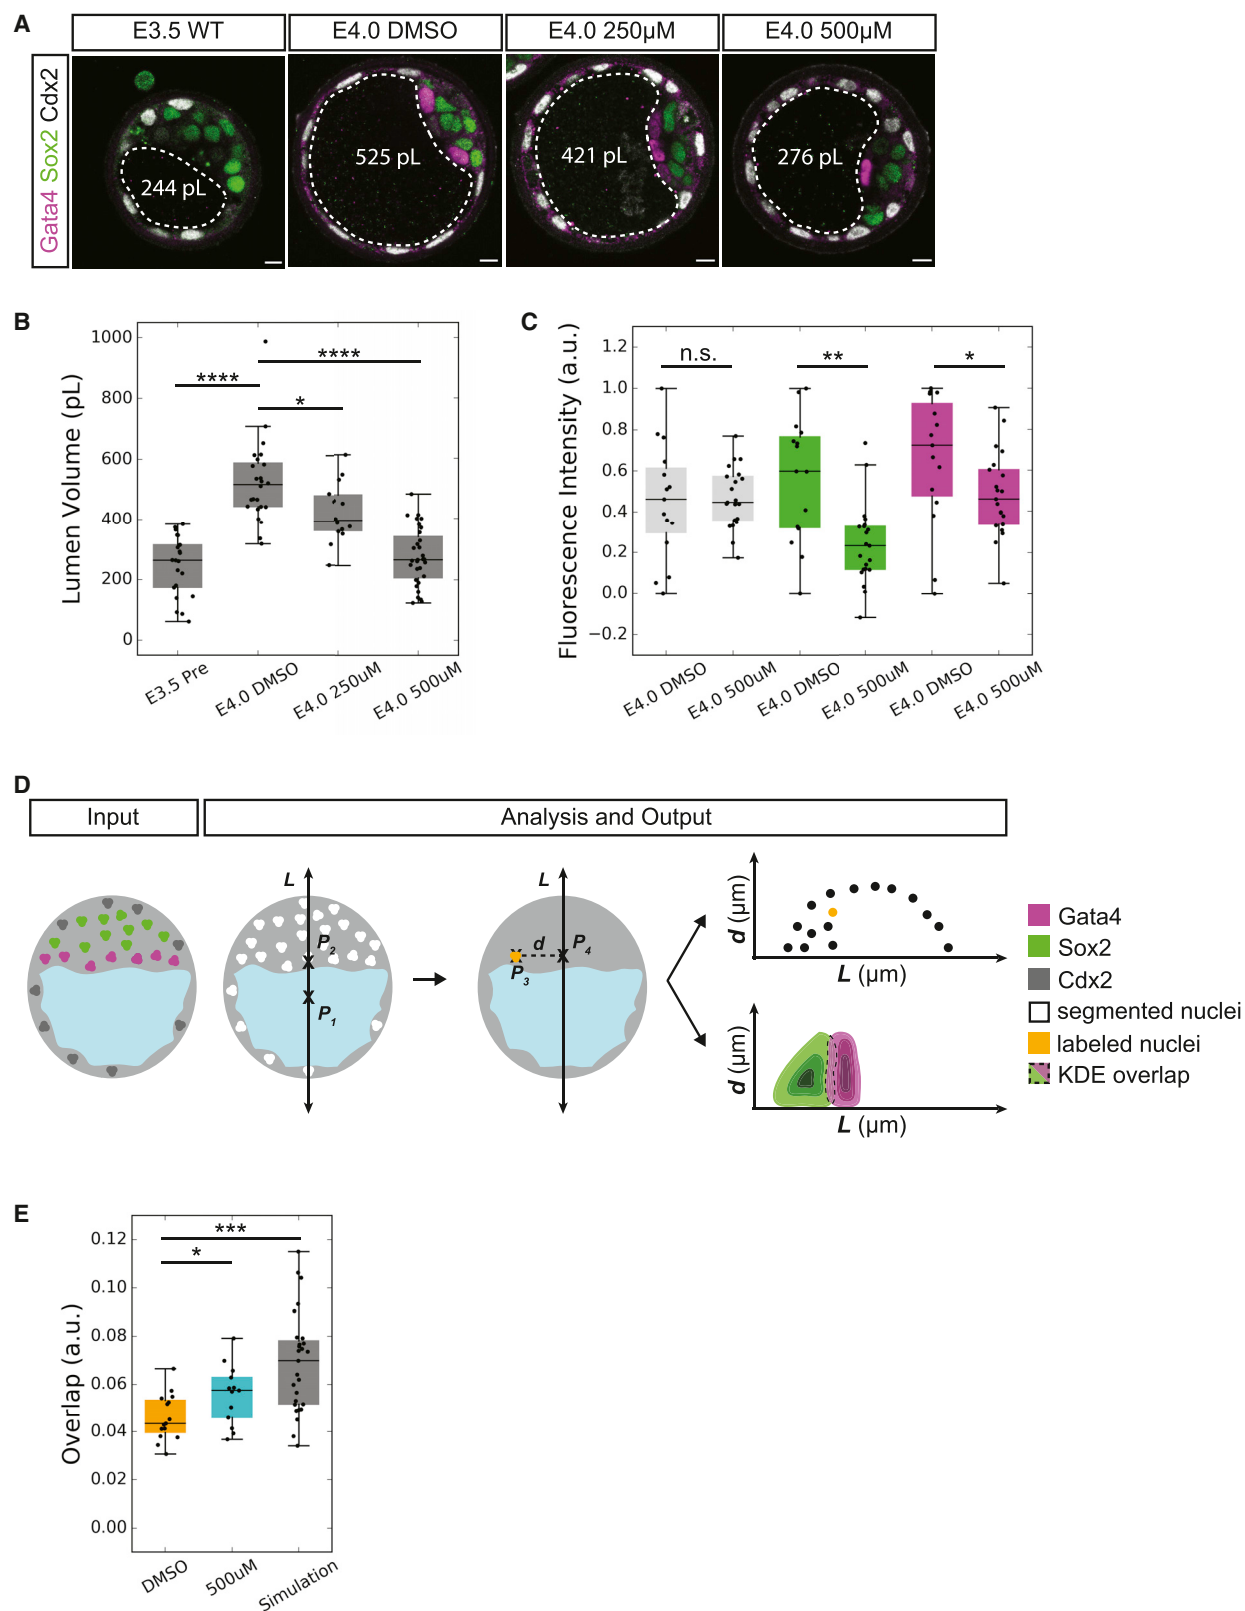 A
E3.5 WT
E4.0 DMSO
E4.0 250μM
E4.0 500μM
Gata4 Sox2 Cdx2
244 pL
525 pL
421 pL
276 pL
B
Lumen Volume (pL)
1000
800
600
400
200
0
****
****
*
E3.5 Pre
E4.0 DMSO
E4.0 250uM
E4.0 500uM
C
Fluorescence Intensity (a.u.)
1.2
1.0
0.8
0.6
0.4
0.2
0.0
−0.2
n.s.
**
*
E4.0 DMSO
E4.0 500uM
E4.0 DMSO
E4.0 500uM
E4.0 DMSO
E4.0 500uM
D
Input
Analysis and Output
L
P2
P1
L
d
P4
P3
d (μm)
L (μm)
d (μm)
L (μm)
Gata4
Sox2
Cdx2
segmented nuclei
labeled nuclei
KDE overlap
E
Overlap (a.u.)
0.12
0.10
0.08
0.06
0.04
0.02
0.00
***
*
DMSO
500uM
Simulation